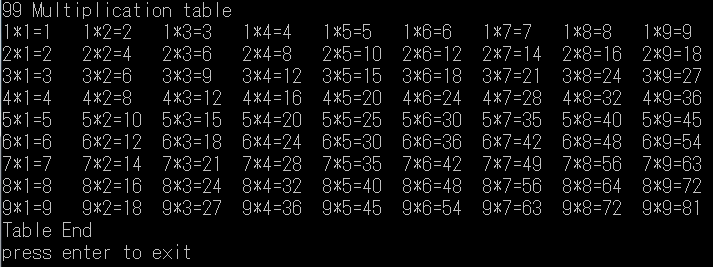 99 Multiplication table
1*1=1 1*2=2 1*3=3 1*4=4 1*5=5 1*6=6 1*7=7 1*8=8 1*9=9
2*1=2 2*2=4 2*3=6 2*4=8 2*5=10 2*6=12 2*7=14 2*8=16 2*9=18
3*1=3 3*2=6 3*3=9 3*4=12 3*5=15 3*6=18 3*7=21 3*8=24 3*9=27
4*1=4 4*2=8 4*3=12 4*4=16 4*5=20 4*6=24 4*7=28 4*8=32 4*9=36
5*1=5 5*2=10 5*3=15 5*4=20 5*5=25 5*6=30 5*7=35 5*8=40 5*9=45
6*1=6 6*2=12 6*3=18 6*4=24 6*5=30 6*6=36 6*7=42 6*8=48 6*9=54
7*1=7 7*2=14 7*3=21 7*4=28 7*5=35 7*6=42 7*7=49 7*8=56 7*9=63
8*1=8 8*2=16 8*3=24 8*4=32 8*5=40 8*6=48 8*7=56 8*8=64 8*9=72
9*1=9 9*2=18 9*3=27 9*4=36 9*5=45 9*6=54 9*7=63 9*8=72 9*9=81
Table End
press enter to exit